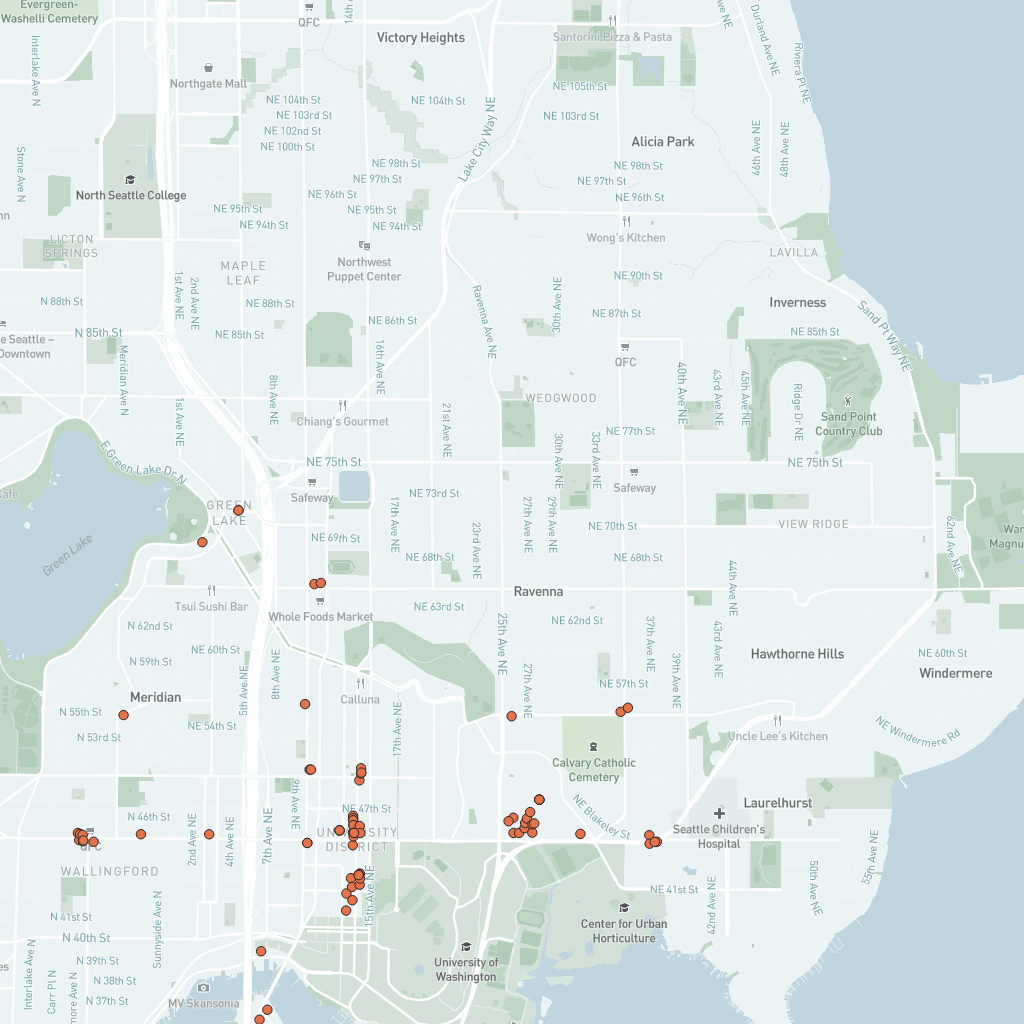 Evergreen-
Washelli Cemetery
QFC
14th
Victory Heights
Santorini Pizza & Pasta
Ave NE
Durland Ave NE
Riviera Pl NE
Interlake Ave N
Northgate Mall
NE 104th St
NE 103rd St
NE 102nd St
NE 100th St
NE 104th St
Lake City Way NE
NE 105th St
NE 103rd St
Alicia Park
46th Ave NE
48th Ave NE
Stone Ave N
North Seattle College
NE 98th St
NE 97th St
NE 96th St
NE 95th St
NE 94th St
NE 95th St
NE 94th St
NE 98th St
NE 97th St
NE 96th St
Wong's Kitchen
LICTON
SPRINGS
MAPLE
LEAF
1st Ave NE
2nd Ave NE
Northwest
Puppet Center
NE 90th St
LAVILLA
N 88th St
NE 88th St
NE 86th St
NE 85th St
Ravenna Ave NE
30th Ave NE
NE 87th St
Inverness
NE 85th St
Sand Pt Way NE
N 85th St
e Seattle –
Downtown
Meridian Ave N
8th Ave NE
16th Ave NE
QFC
40th Ave NE
43rd Ave NE
45th Ave NE
Ridge Dr NE
Sand Point
Country Club
1st Ave NE
Chiang's Gourmet
21st Ave NE
WEDGWOOD
30th Ave NE
33rd Ave NE
NE 77th St
E Green Lake Dr N
NE 75th St
NE 75th St
Safeway
Safeway
Cafe
GREEN
LAKE
NE 73rd St
17th Ave NE
23rd Ave NE
27th Ave NE
29th Ave NE
NE 70th St
VIEW RIDGE
62nd Ave NE
Magnu
Green Lake
NE 69th St
NE 68th St
NE 68th St
44th Ave NE
Tsui Sushi Bar
Whole Foods Market
NE 63rd St
Ravenna
NE 62nd St
N 62nd St
NE 60th St
N 59th St
25th Ave NE
27th Ave NE
37th Ave NE
39th Ave NE
43rd Ave NE
Hawthorne Hills
NE 60th St
Windermere
5th Ave NE
8th Ave NE
Calluna
Meridian
NE 57th St
N 55th St
NE 54th St
N 53rd St
17th Ave NE
Uncle Lee's Kitchen
NE Windermere Rd
Calvary Catholic
Cemetery
9th Ave NE
7th Ave NE
NE 47th St
N 46th St
2nd Ave NE
4th Ave NE
UNIVERSITY
DISTRICT
NE Blakeley St
Laurelhurst
Seattle Children's
Hospital
QFC
WALLINGFORD
15th Ave NE
NE 41st St
42nd Ave NE
50th Ave NE
55th Ave NE
N 41st St
Sunnyside Ave N
N 40th St
N 39th St
N 38th St
N 37th St
Interlake Ave N
Carr Pl N
more Ave N
Center for Urban
Horticulture
University of
Washington
MV Skansonia